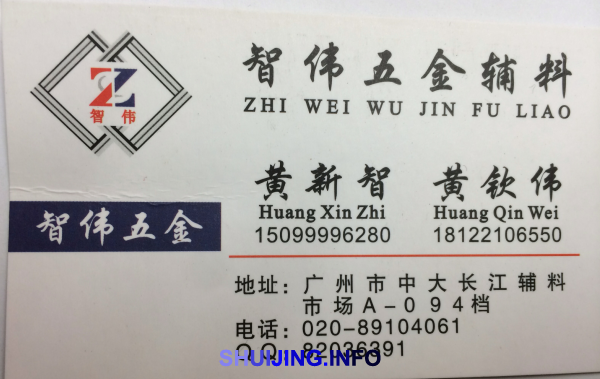 智伟五金辅料
ZHI WEI WU JIN FU LIAO
智 伟
黄新智 黄钦伟
Huang Xin Zhi Huang Qin Wei
15099996280 18122106550
智伟五金
地址：广州市中大长江辅料
市场A-094档
电话：020-89104061
QQ 82036391
SHUIJING.INFO